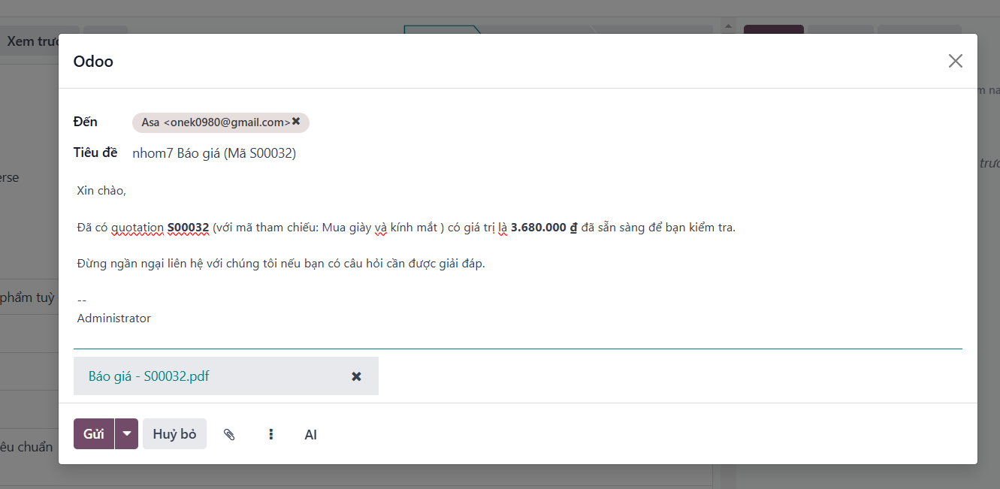 Xem trướ
Odoo
m na
Đến Asa <onek0980@gmail.com>
Tiêu đề nhom7 Báo giá (Mã S00032)
trướ
erse
Xin chào,
Đã có quotation S00032 (với mã tham chiếu: Mua giày và kính mắt ) có giá trị là 3.680.000 ₫ đã sẵn sàng để bạn kiểm tra.
Đừng ngần ngại liên hệ với chúng tôi nếu bạn có câu hỏi cần được giải đáp.
phẩm tuỳ
--
Administrator
Báo giá - S00032.pdf
Gửi Huỷ bỏ AI
êu chuẩn